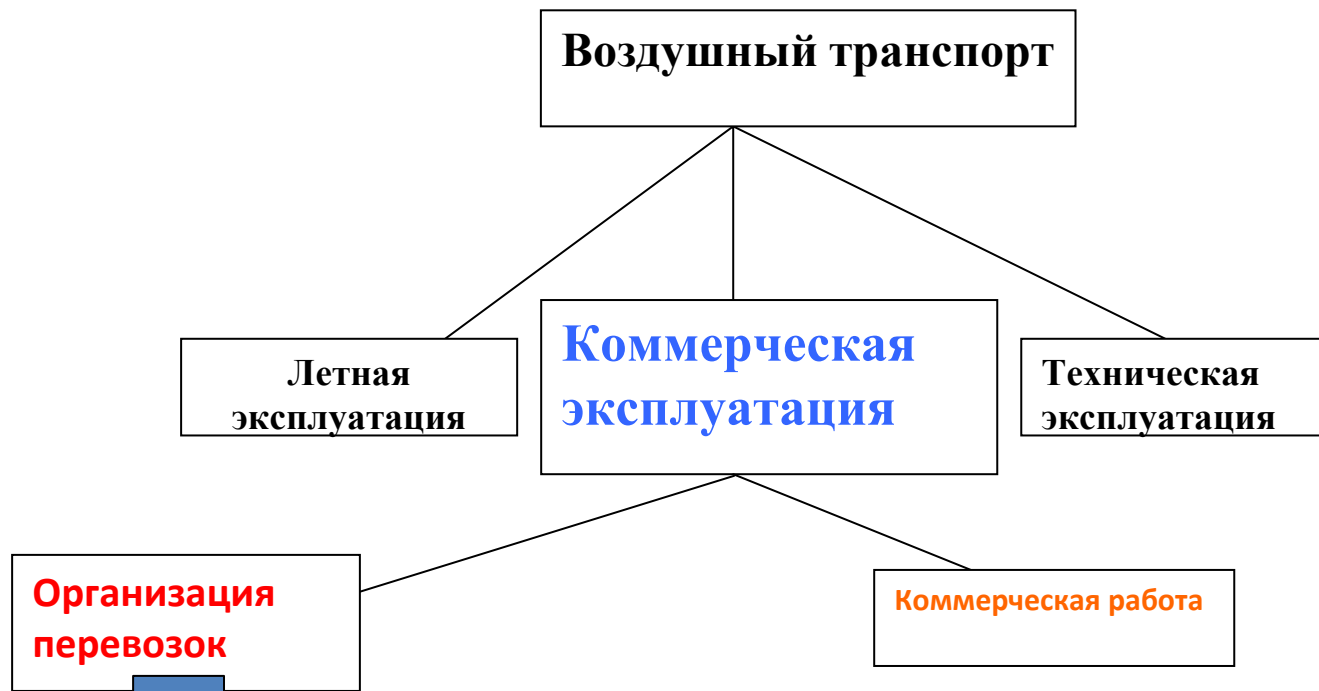 Воздушный транспорт
Летная
эксплуатация
Коммерческая
эксплуатация
Техническая
эксплуатация
Организация
перевозок
Коммерческая работа